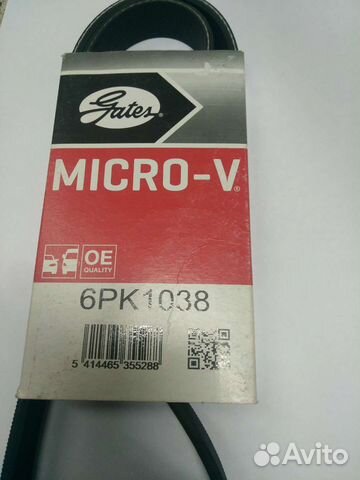 Gates
MICRO-V®
OE
QUALITY
6PK1038
5 414465 355288
Avito